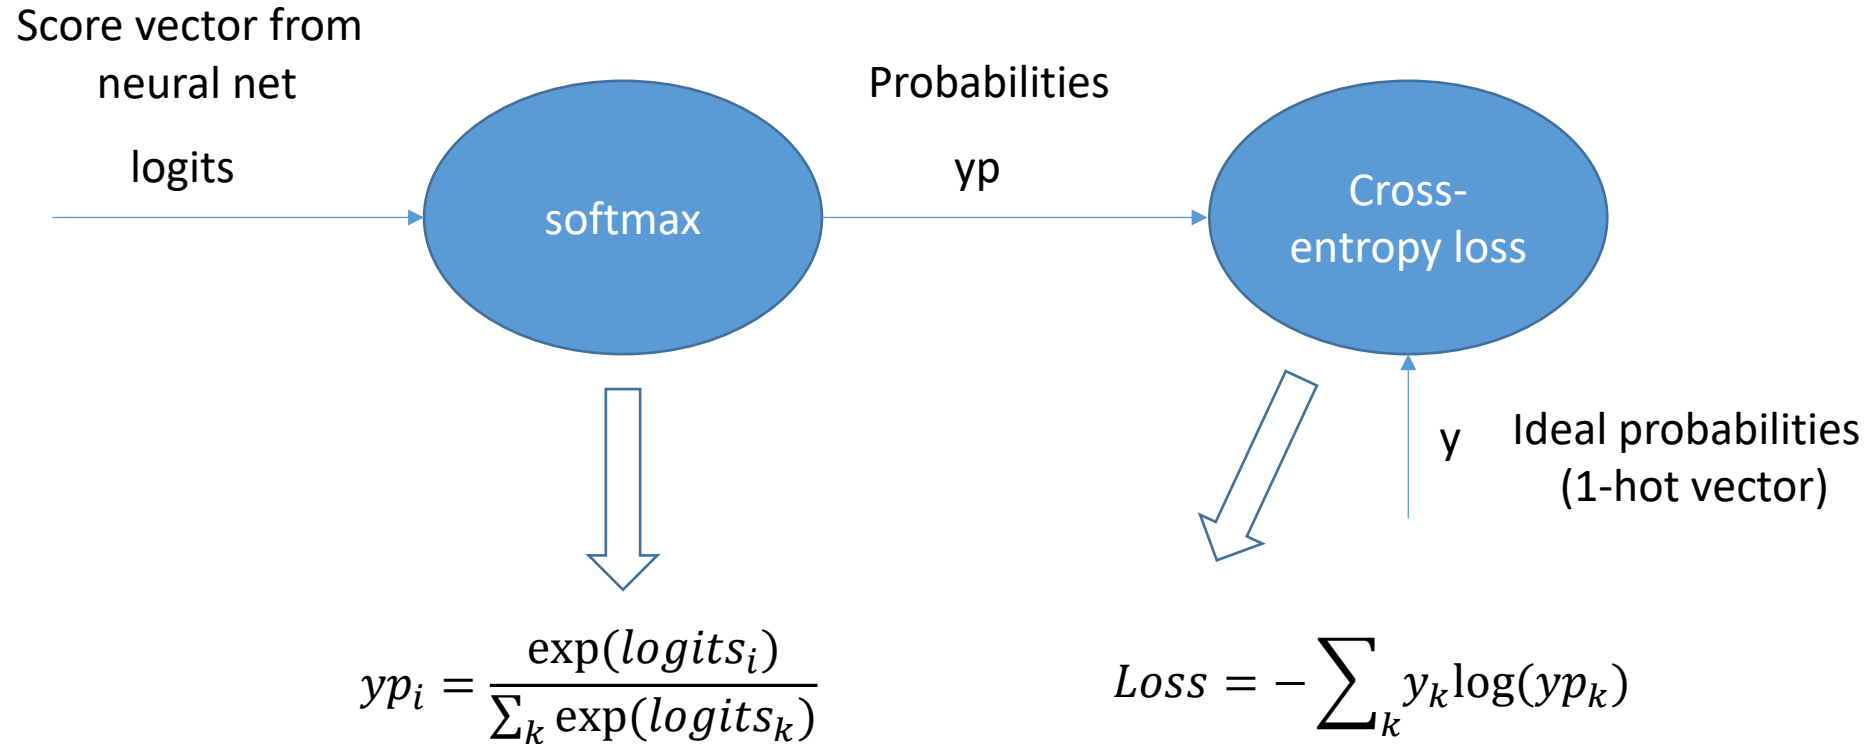 Score vector from
neural net
logits
softmax
Probabilities
yp
Cross-
entropy loss
y
Ideal probabilities
(1-hot vector)
yp_i = exp(logits_i) / ∑_k exp(logits_k)
Loss = − ∑_k y_k log(yp_k)